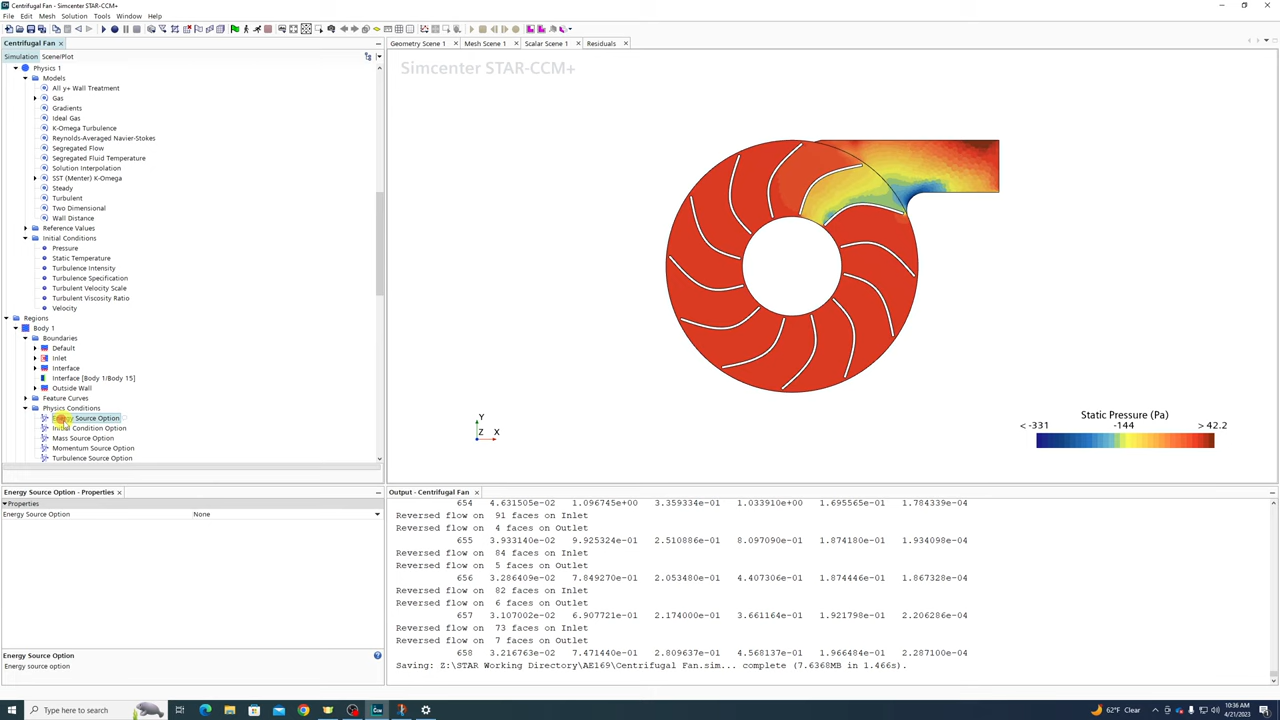 Centrifugal Fan - Simcenter STAR-CCM+
File Edit Mesh Solution Tools Window Help
Centrifugal Fan
Geometry Scene 1 Mesh Scene 1 Scalar Scene 1 Residuals
Simulation Scene/Plot
Physics 1
Models
All y+ Wall Treatment
Gas
Gradients
Ideal Gas
K-Omega Turbulence
Reynolds-Averaged Navier-Stokes
Segregated Flow
Segregated Fluid Temperature
Solution Interpolation
SST (Menter) K-Omega
Steady
Turbulent
Two Dimensional
Wall Distance
Reference Values
Initial Conditions
Pressure
Static Temperature
Turbulence Intensity
Turbulence Specification
Turbulent Velocity Scale
Turbulent Viscosity Ratio
Velocity
Regions
Body 1
Boundaries
Default
Inlet
Interface
Interface [Body 1/Body 15]
Outside Wall
Feature Curves
Physics Conditions
Energy Source Option
Initial Condition Option
Mass Source Option
Momentum Source Option
Turbulence Source Option
Simcenter STAR-CCM+
Y
Z X
Static Pressure (Pa)
< -331 -144 > 42.2
Energy Source Option - Properties
Properties
Energy Source Option None
Energy Source Option
Energy source option
Output - Centrifugal Fan
654 4.631505e-02 1.096745e+00 3.359334e-01 1.033910e+00 1.695565e-01 1.784339e-04
Reversed flow on 91 faces on Inlet
Reversed flow on 4 faces on Outlet
655 3.933140e-02 9.925324e-01 2.510886e-01 8.097090e-01 1.874180e-01 1.934098e-04
Reversed flow on 84 faces on Inlet
Reversed flow on 5 faces on Outlet
656 3.286409e-02 7.849270e-01 2.053480e-01 4.407306e-01 1.874446e-01 1.867328e-04
Reversed flow on 82 faces on Inlet
Reversed flow on 6 faces on Outlet
657 3.107002e-02 6.907721e-01 2.174000e-01 3.661164e-01 1.921798e-01 2.206286e-04
Reversed flow on 73 faces on Inlet
Reversed flow on 7 faces on Outlet
658 3.216763e-02 7.471440e-01 2.809637e-01 4.568137e-01 1.966484e-01 2.287100e-04
Saving: Z:\STAR Working Directory\AE169\Centrifugal Fan.sim... complete (7.6368MB in 1.466s).
Type here to search
62°F Clear
10:36 AM
4/21/2023